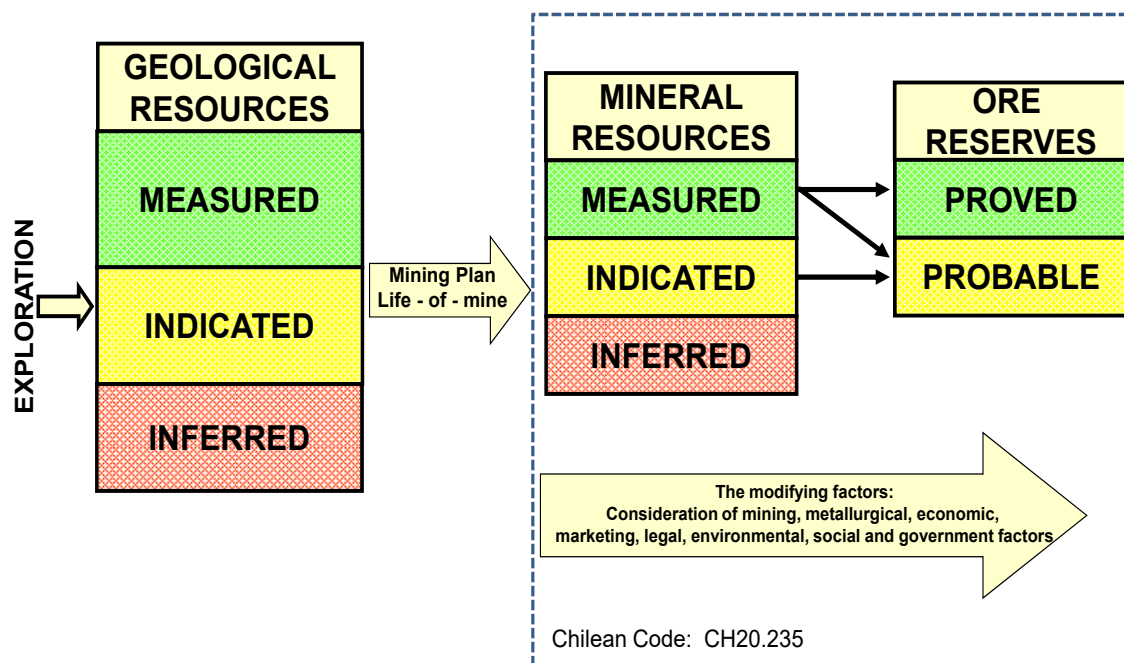 EXPLORATION
GEOLOGICAL
RESOURCES
MEASURED
INDICATED
INFERRED
Mining Plan
Life - of - mine
MINERAL
RESOURCES
MEASURED
INDICATED
INFERRED
ORE
RESERVES
PROVED
PROBABLE
The modifying factors:
Consideration of mining, metallurgical, economic,
marketing, legal, environmental, social and government factors
Chilean Code: CH20.235